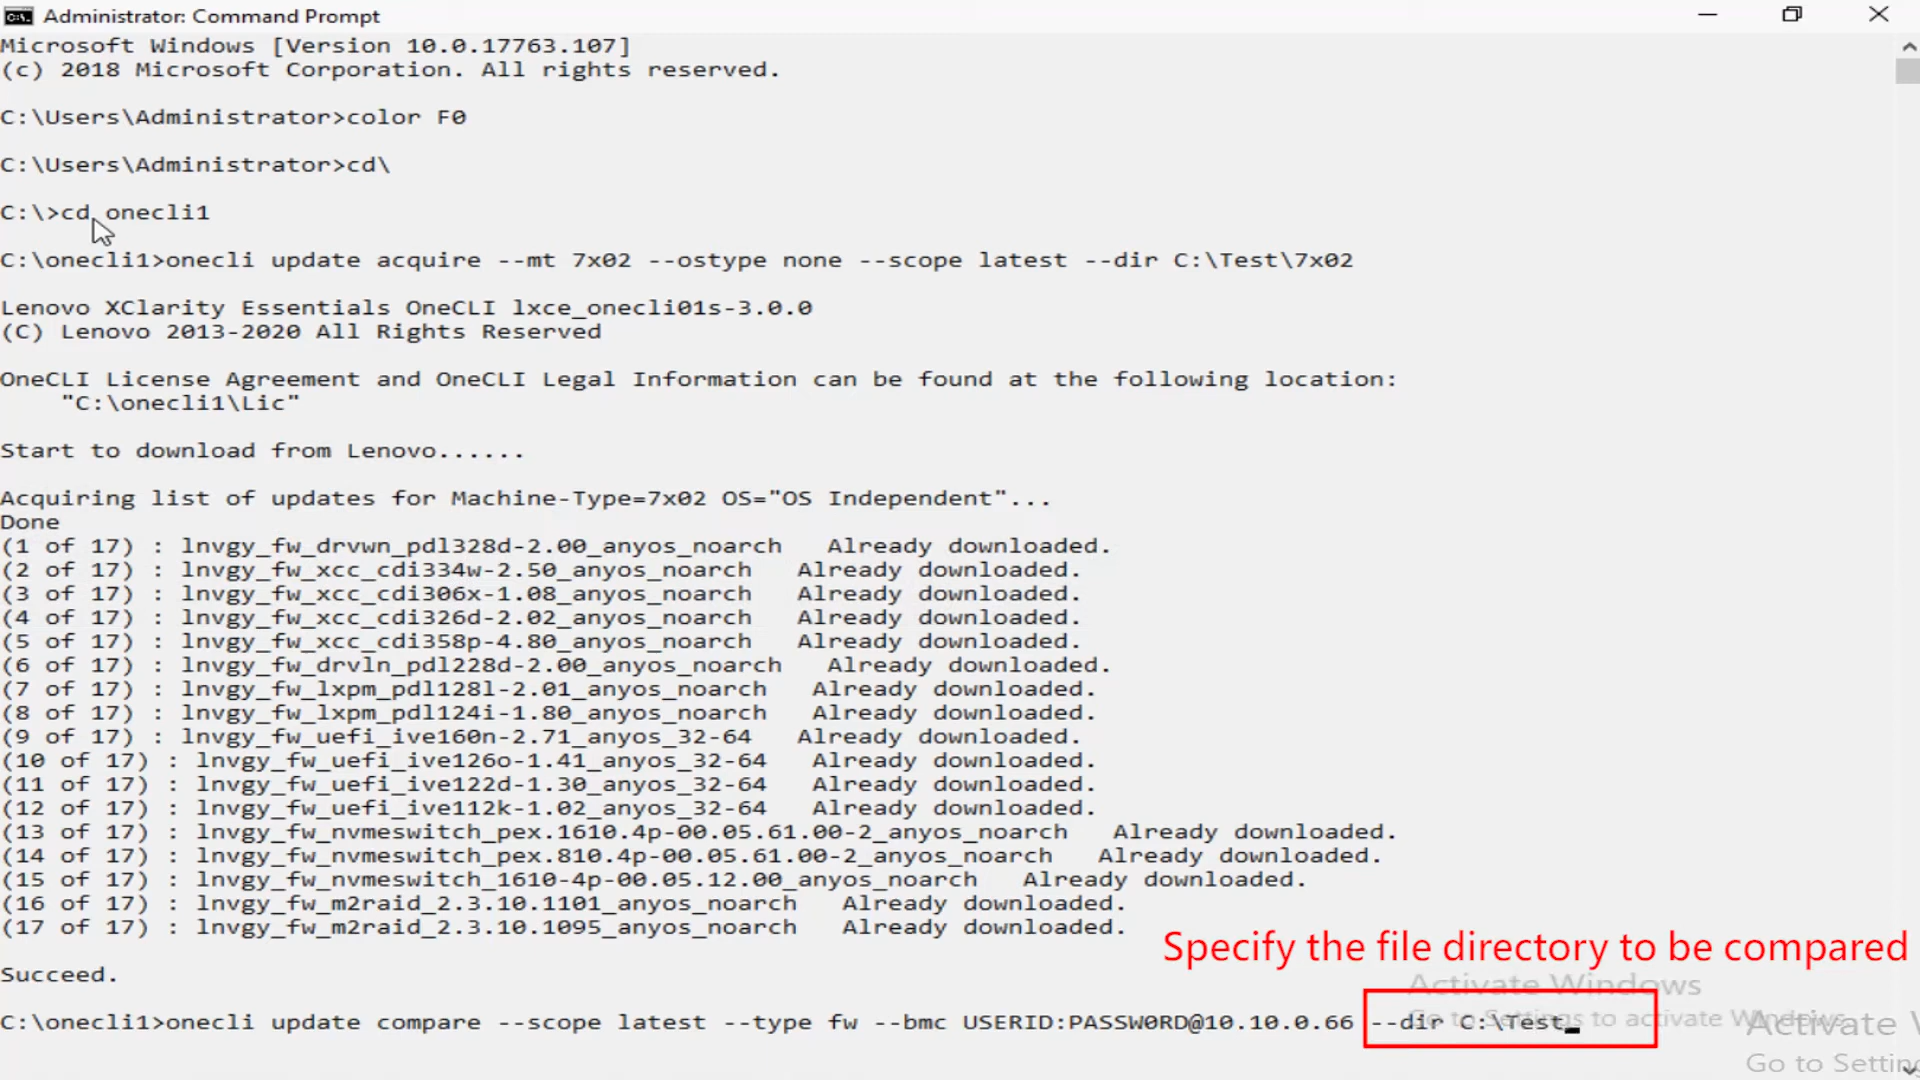 Administrator: Command Prompt
Microsoft Windows [Version 10.0.17763.107]
(c) 2018 Microsoft Corporation. All rights reserved.
C:\Users\Administrator>color F0
C:\Users\Administrator>cd\
C:\>cd onecli1
C:\onecli1>onecli update acquire --mt 7x02 --ostype none --scope latest --dir C:\Test\7x02
Lenovo XClarity Essentials OneCLI lxce_onecli01s-3.0.0
(C) Lenovo 2013-2020 All Rights Reserved
OneCLI License Agreement and OneCLI Legal Information can be found at the following location:
"C:\onecli1\Lic"
Start to download from Lenovo......
Acquiring list of updates for Machine-Type=7x02 OS="OS Independent"...
Done
(1 of 17) : lnvgy_fw_drvwn_pdl328d-2.00_anyos_noarch   Already downloaded.
(2 of 17) : lnvgy_fw_xcc_cdi334w-2.50_anyos_noarch   Already downloaded.
(3 of 17) : lnvgy_fw_xcc_cdi306x-1.08_anyos_noarch   Already downloaded.
(4 of 17) : lnvgy_fw_xcc_cdi326d-2.02_anyos_noarch   Already downloaded.
(5 of 17) : lnvgy_fw_xcc_cdi358p-4.80_anyos_noarch   Already downloaded.
(6 of 17) : lnvgy_fw_drvln_pdl228d-2.00_anyos_noarch   Already downloaded.
(7 of 17) : lnvgy_fw_lxpm_pdl128l-2.01_anyos_noarch   Already downloaded.
(8 of 17) : lnvgy_fw_lxpm_pdl124i-1.80_anyos_noarch   Already downloaded.
(9 of 17) : lnvgy_fw_uefi_ive160n-2.71_anyos_32-64   Already downloaded.
(10 of 17) : lnvgy_fw_uefi_ive126o-1.41_anyos_32-64   Already downloaded.
(11 of 17) : lnvgy_fw_uefi_ive122d-1.30_anyos_32-64   Already downloaded.
(12 of 17) : lnvgy_fw_uefi_ive112k-1.02_anyos_32-64   Already downloaded.
(13 of 17) : lnvgy_fw_nvmeswitch_pex.1610.4p-00.05.61.00-2_anyos_noarch   Already downloaded.
(14 of 17) : lnvgy_fw_nvmeswitch_pex.810.4p-00.05.61.00-2_anyos_noarch   Already downloaded.
(15 of 17) : lnvgy_fw_nvmeswitch_1610-4p-00.05.12.00_anyos_noarch   Already downloaded.
(16 of 17) : lnvgy_fw_m2raid_2.3.10.1101_anyos_noarch   Already downloaded.
(17 of 17) : lnvgy_fw_m2raid_2.3.10.1095_anyos_noarch   Already downloaded.
Specify the file directory to be compared
Succeed.
Activate Windows
C:\onecli1>onecli update compare --scope latest --type fw --bmc USERID:PASSW0RD@10.10.0.66 --dir C:\Test_
Go to Settings to activate Windows.
Activate
Go to